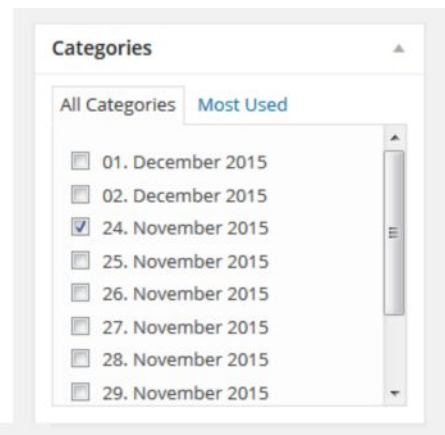 Categories
All Categories Most Used
01. December 2015
02. December 2015
24. November 2015
25. November 2015
26. November 2015
27. November 2015
28. November 2015
29. November 2015